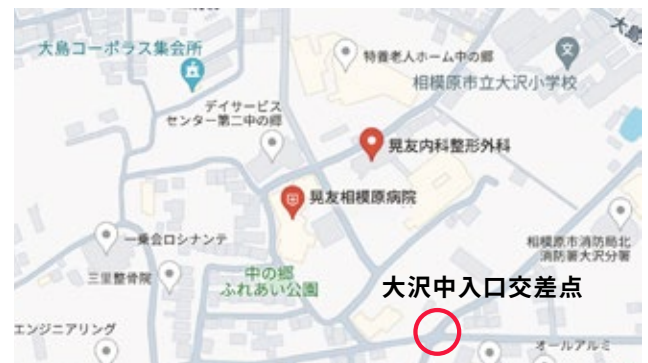 大島コーポラス集会所
特養老人ホーム中の郷
相模原市立大沢小学校
デイサービス
センター第二中の郷
晃友内科整形外科
晃友相模原病院
一乗会ロシナンテ
相模原市消防局北
消防署大沢分署
三里整骨院
中の郷
ふれあい公園
大沢中入口交差点
エンジニアリング
オールアルミ